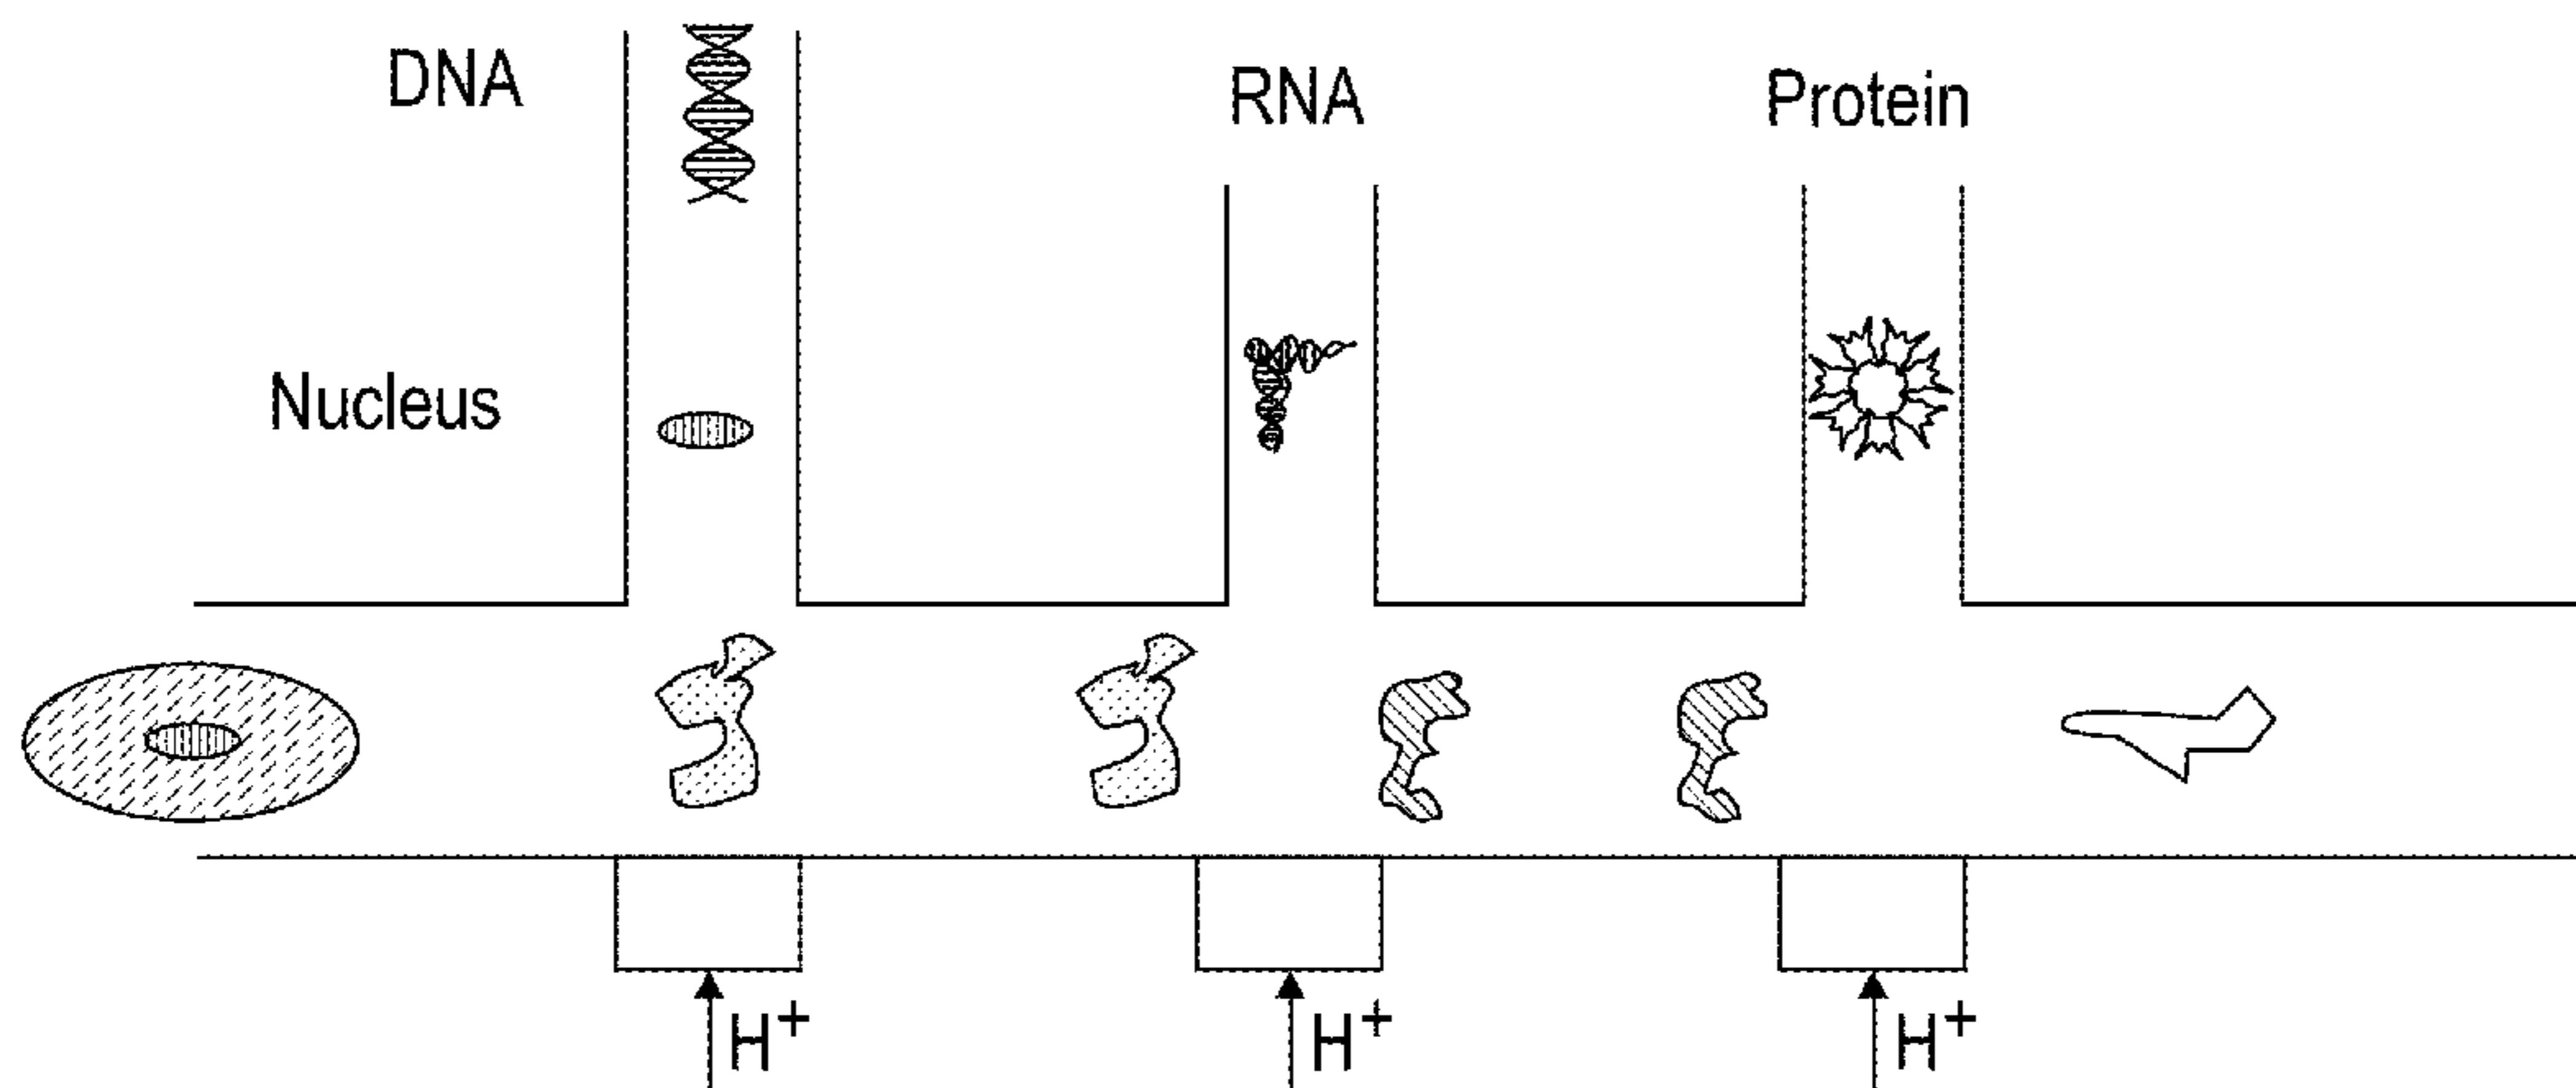 DNA
RNA
Protein
Nucleus
H+
H+
H+